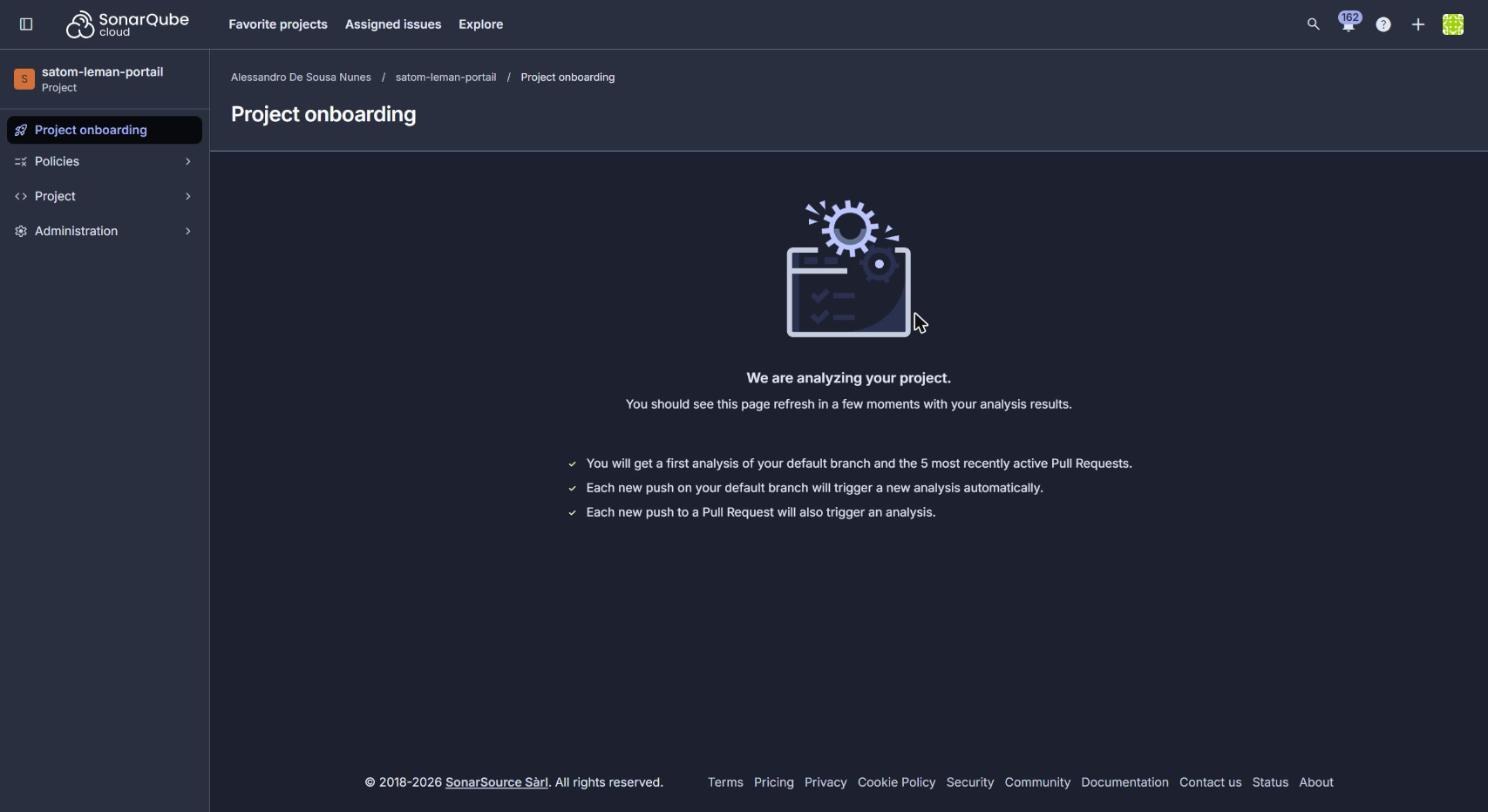 SonarQube
cloud
Favorite projects
Assigned issues
Explore
162
?
S
satom-leman-portail
Project
Project onboarding
Policies
Project
Administration
Alessandro De Sousa Nunes / satom-leman-portail / Project onboarding
Project onboarding
We are analyzing your project.
You should see this page refresh in a few moments with your analysis results.
You will get a first analysis of your default branch and the 5 most recently active Pull Requests.
Each new push on your default branch will trigger a new analysis automatically.
Each new push to a Pull Request will also trigger an analysis.
© 2018-2026 SonarSource Sàrl. All rights reserved.
Terms Pricing Privacy Cookie Policy Security Community Documentation Contact us Status About